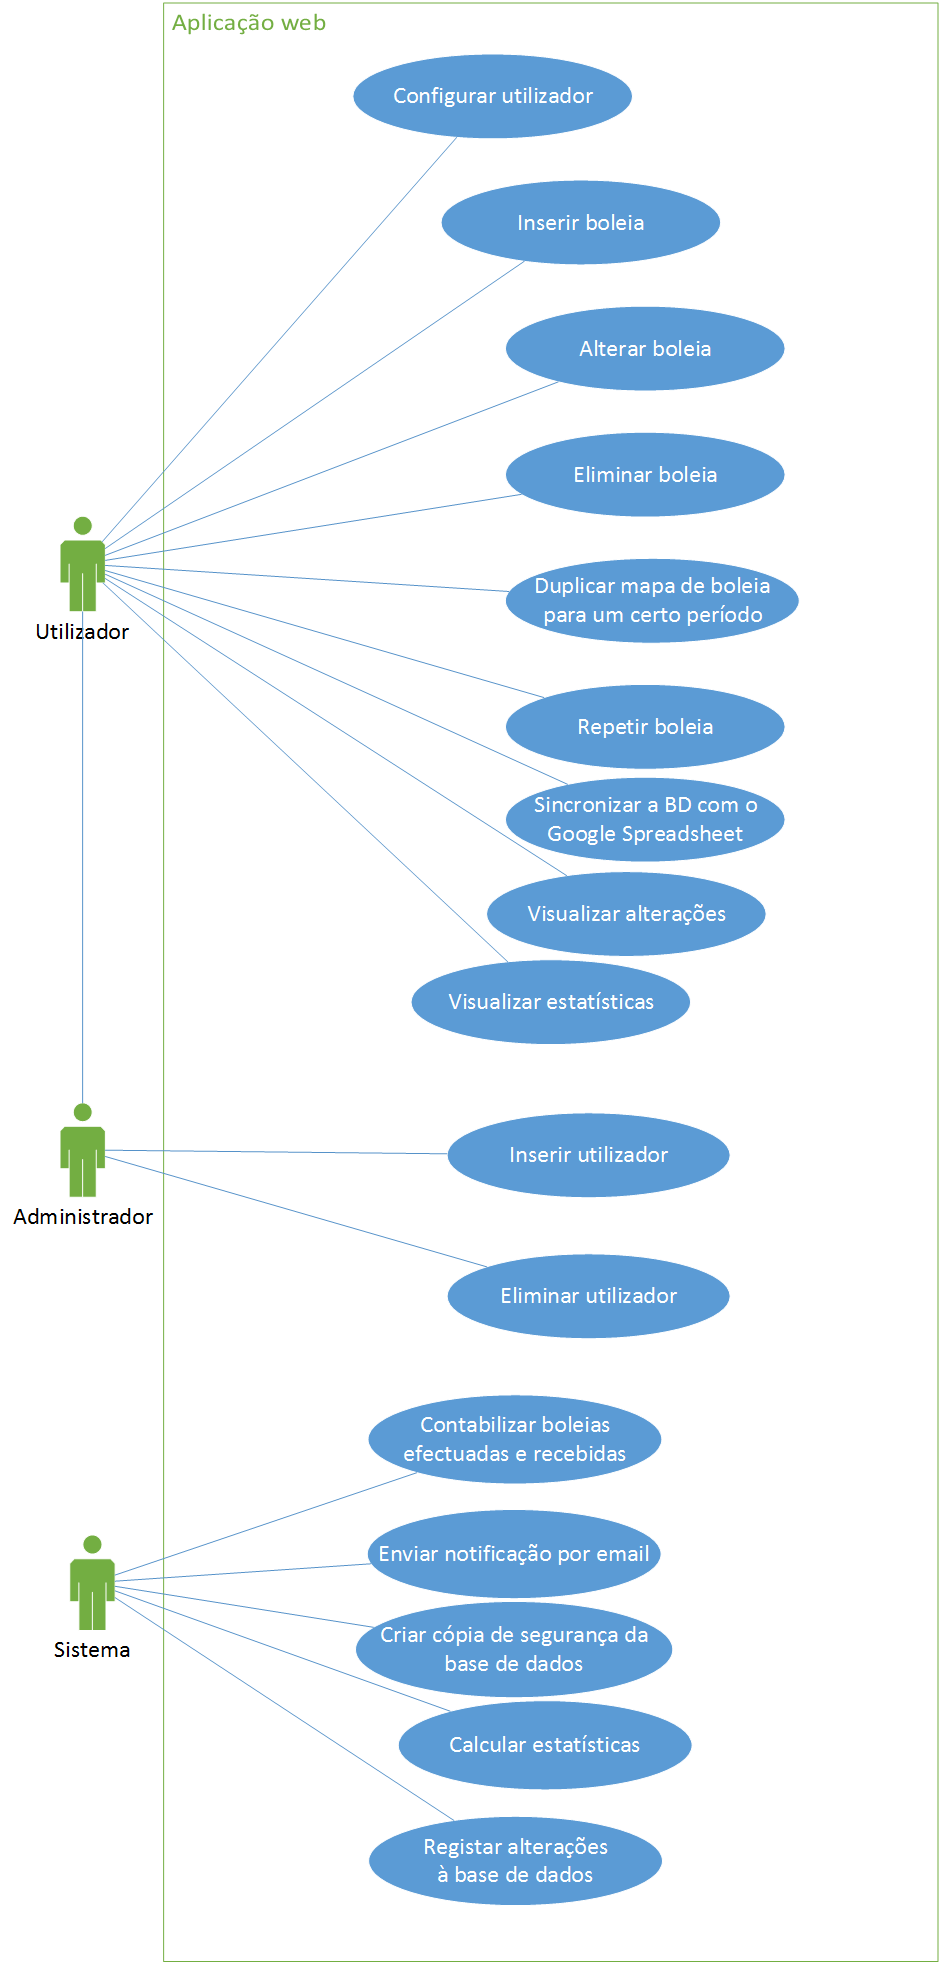 Aplicação web
Configurar utilizador
Inserir boleia
Alterar boleia
Eliminar boleia
Duplicar mapa de boleia
para um certo período
Utilizador
Repetir boleia
Sincronizar a BD com o
Google Spreadsheet
Visualizar alterações
Visualizar estatísticas
Inserir utilizador
Administrador
Eliminar utilizador
Contabilizar boleias
efectuadas e recebidas
Enviar notificação por email
Criar cópia de segurança da
base de dados
Sistema
Calcular estatísticas
Registar alterações
à base de dados